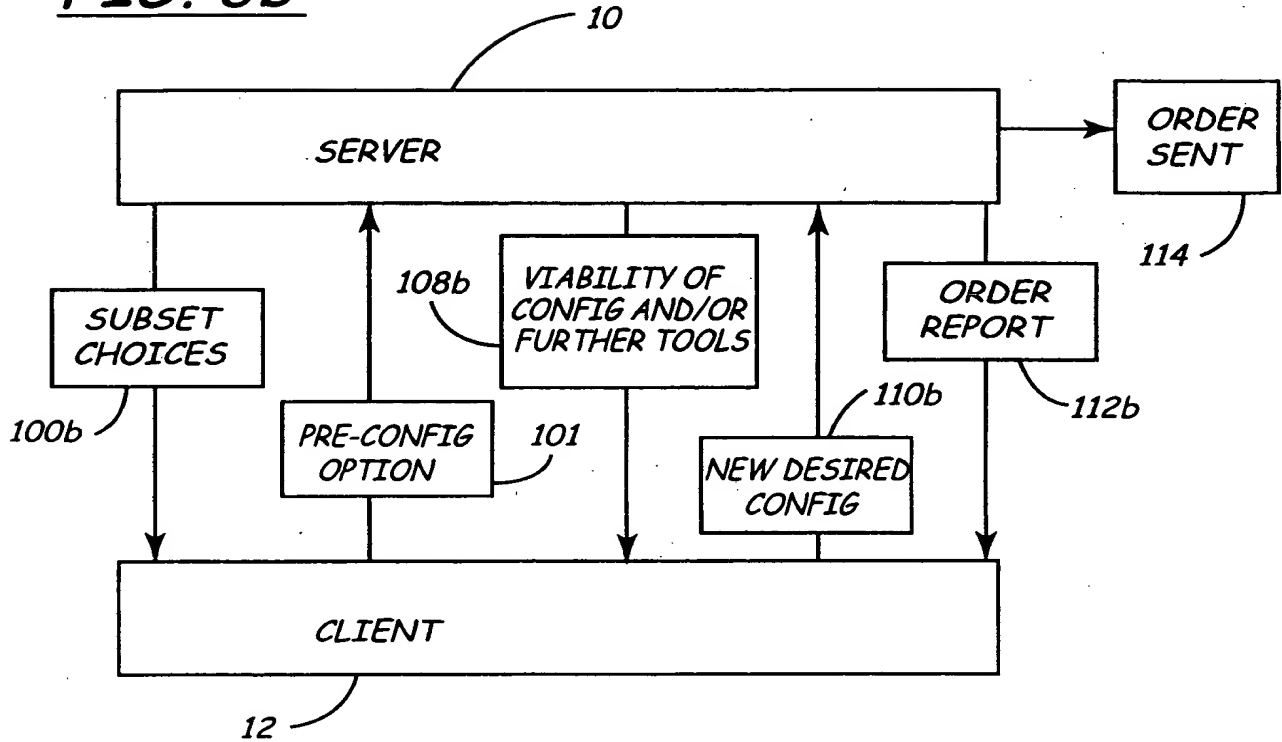 10
SERVER
ORDER
SENT
114
SUBSET
CHOICES
100b
PRE-CONFIG
OPTION
101
108b
VIABILITY OF
CONFIG AND/OR
FURTHER TOOLS
110b
NEW DESIRED
CONFIG
ORDER
REPORT
112b
CLIENT
12